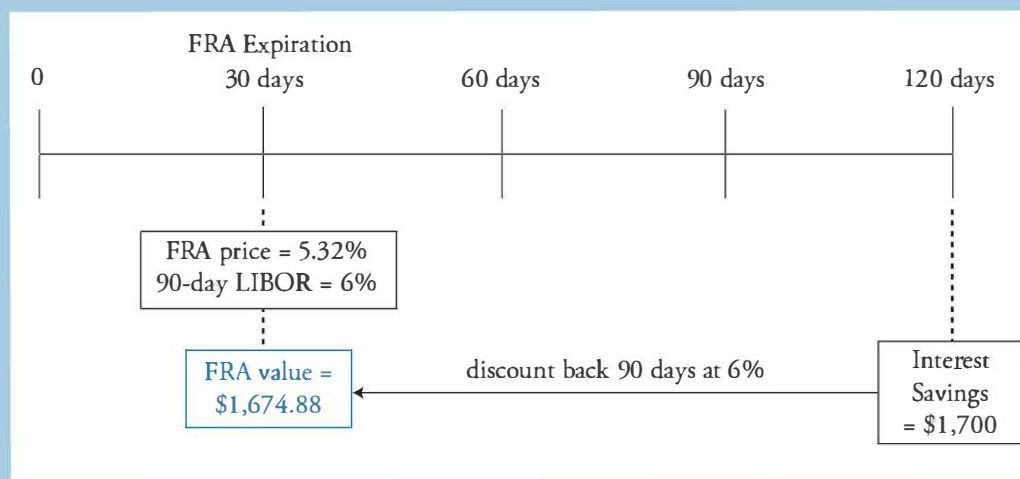 FRA Expiration
0 30 days 60 days 90 days 120 days
FRA price = 5.32%
90-day LIBOR = 6%
FRA value =
$1,674.88
discount back 90 days at 6%
Interest
Savings
= $1,700